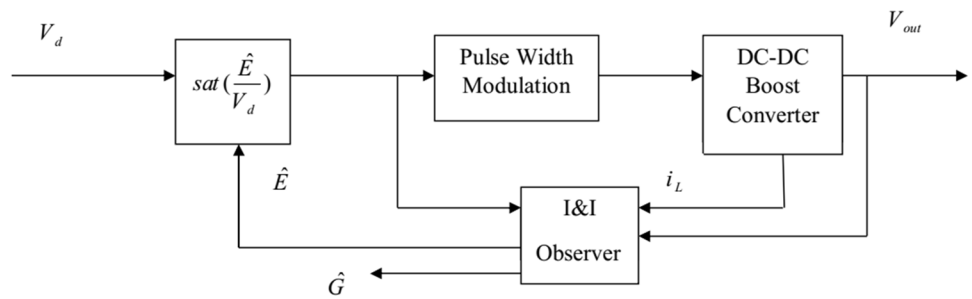 V_d
V_out
sat(Ê/V_d)
Pulse Width
Modulation
DC-DC
Boost
Converter
Ê
i_L
I&I
Observer
Ĝ